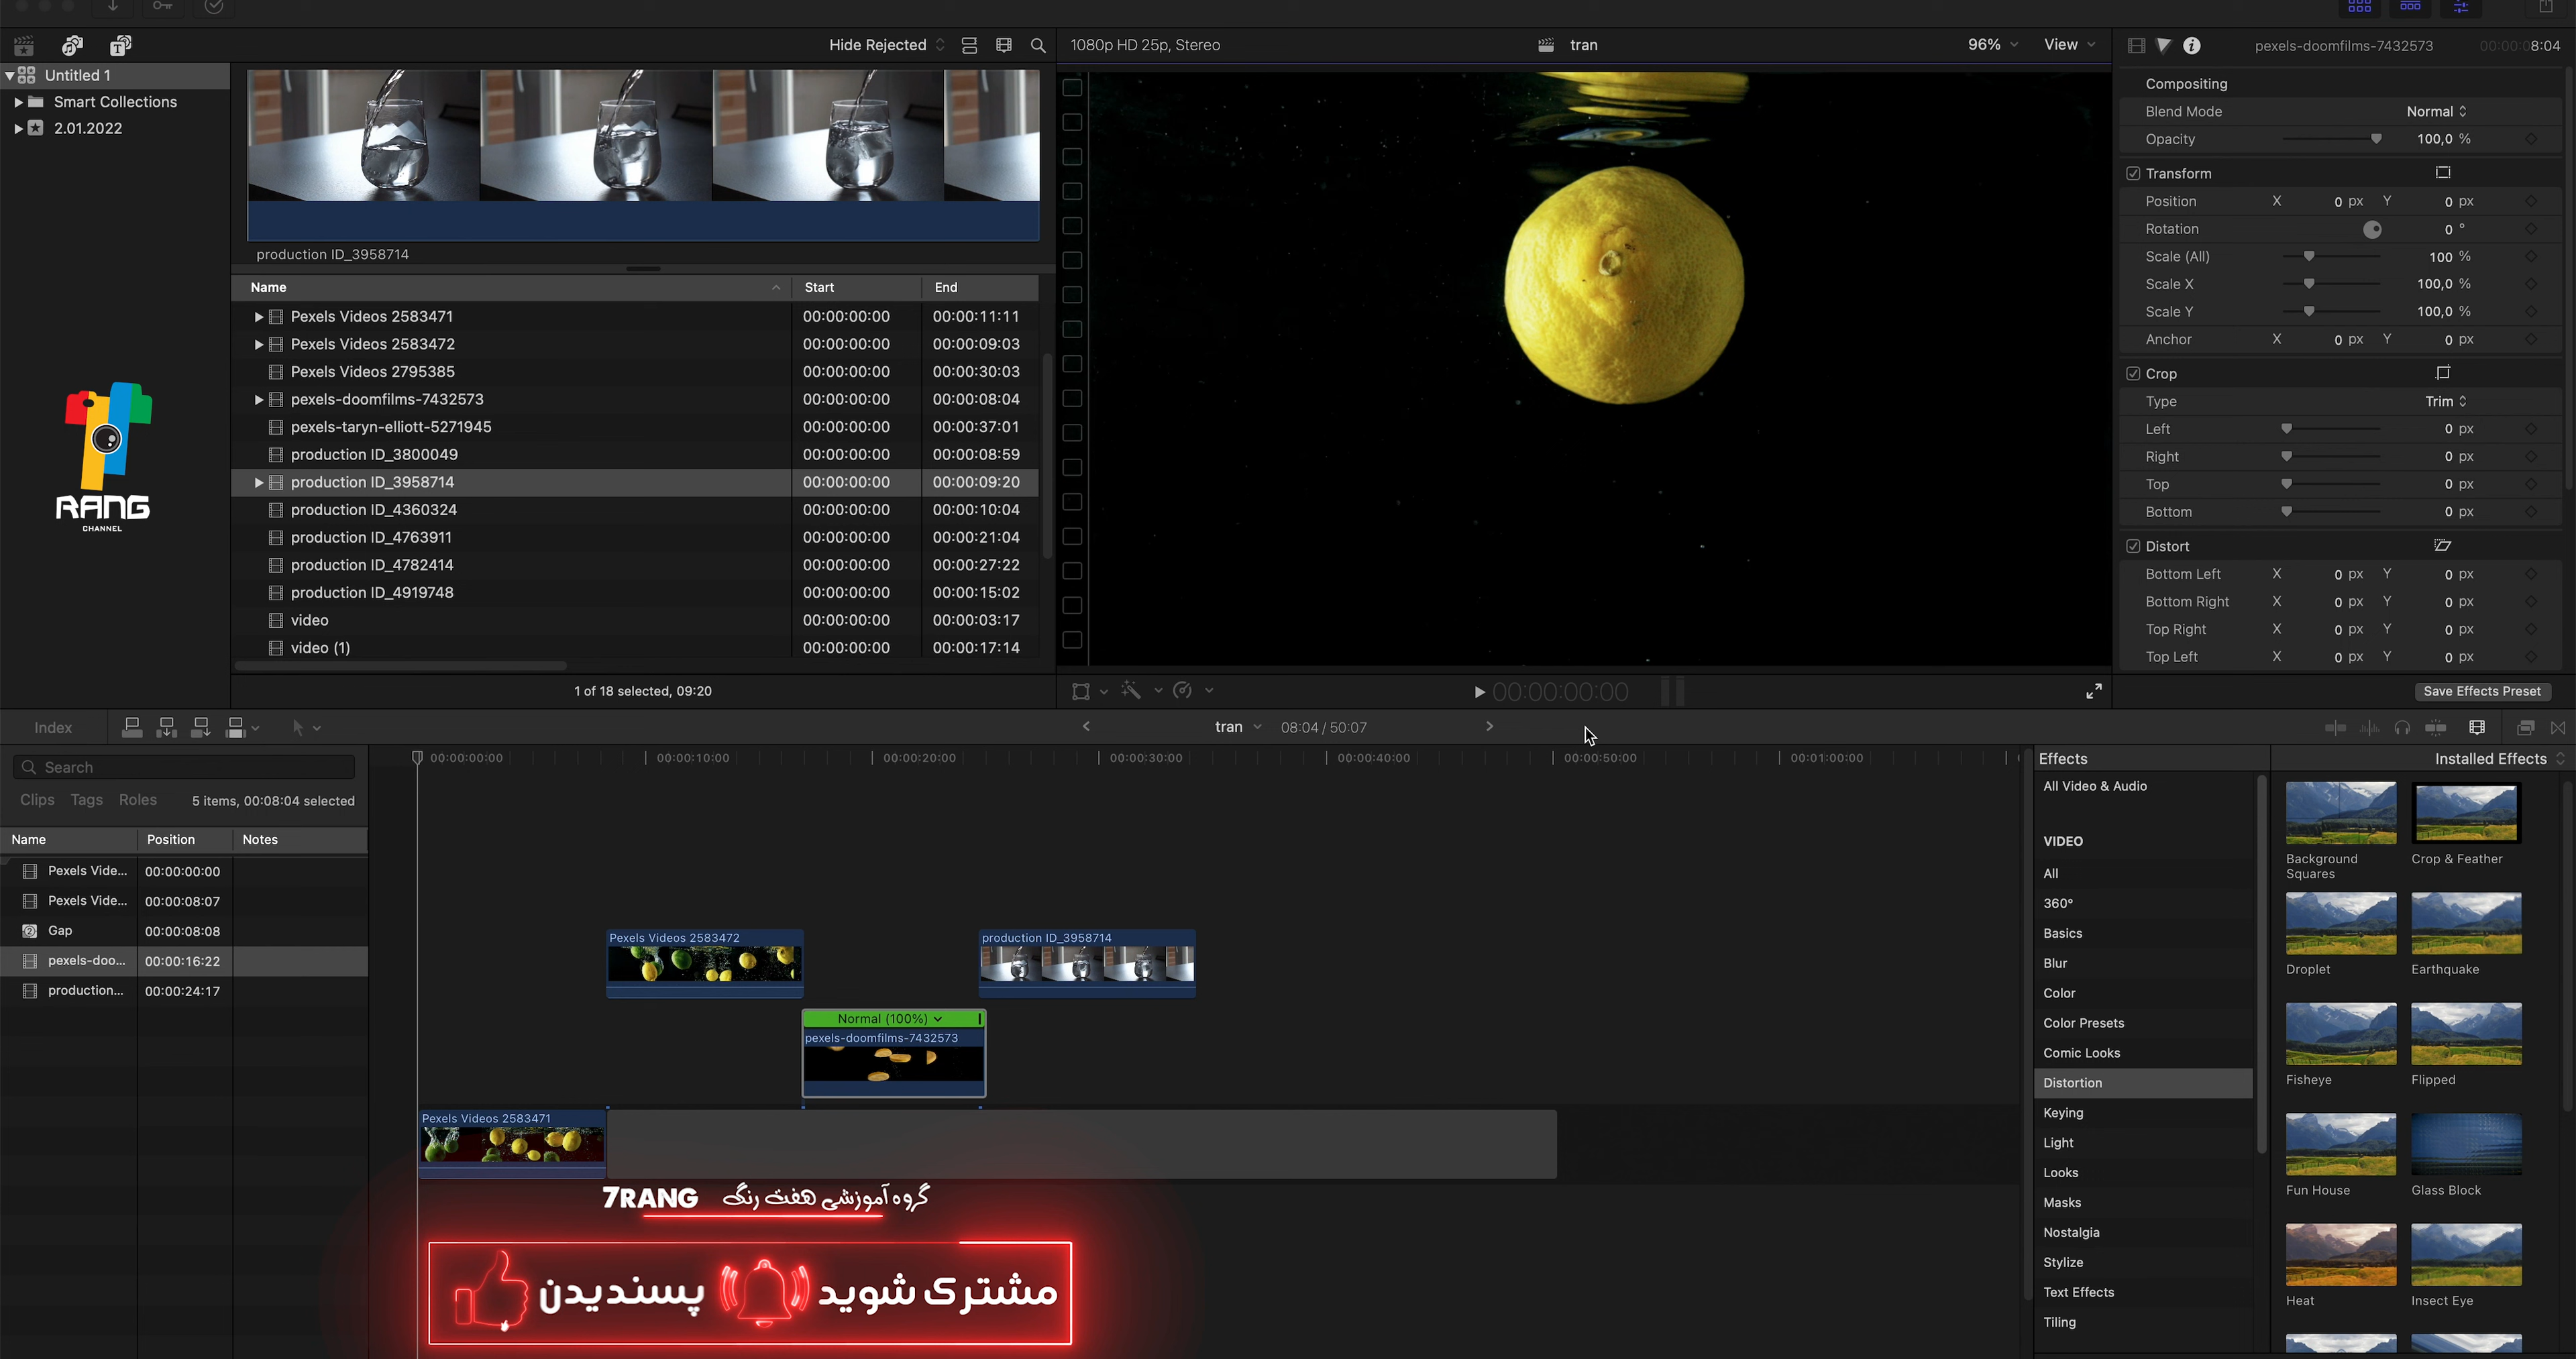 Hide Rejected
1080p HD 25p, Stereo
tran
96%
View
pexels-doomfilms-7432573
00:00:08:04
Untitled 1
Smart Collections
2.01.2022
RANG
CHANNEL
production ID_3958714
Name Start End
Pexels Videos 2583471 00:00:00:00 00:00:11:11
Pexels Videos 2583472 00:00:00:00 00:00:09:03
Pexels Videos 2795385 00:00:00:00 00:00:30:03
pexels-doomfilms-7432573 00:00:00:00 00:00:08:04
pexels-taryn-elliott-5271945 00:00:00:00 00:00:37:01
production ID_3800049 00:00:00:00 00:00:08:59
production ID_3958714 00:00:00:00 00:00:09:20
production ID_4360324 00:00:00:00 00:00:10:04
production ID_4763911 00:00:00:00 00:00:21:04
production ID_4782414 00:00:00:00 00:00:27:22
production ID_4919748 00:00:00:00 00:00:15:02
video 00:00:00:00 00:00:03:17
video (1) 00:00:00:00 00:00:17:14
1 of 18 selected, 09:20
00:00:00:00
Compositing
Blend Mode Normal
Opacity 100,0 %
Transform
Position X 0 px Y 0 px
Rotation 0 °
Scale (All) 100 %
Scale X 100,0 %
Scale Y 100,0 %
Anchor X 0 px Y 0 px
Crop
Type Trim
Left 0 px
Right 0 px
Top 0 px
Bottom 0 px
Distort
Bottom Left X 0 px Y 0 px
Bottom Right X 0 px Y 0 px
Top Right X 0 px Y 0 px
Top Left X 0 px Y 0 px
Save Effects Preset
Index
tran 08:04 / 50:07
Search
Clips Tags Roles 5 items, 00:08:04 selected
Name Position Notes
Pexels Vide... 00:00:00:00
Pexels Vide... 00:00:08:07
Gap 00:00:08:08
pexels-doo... 00:00:16:22
production... 00:00:24:17
00:00:00:00 00:00:10:00 00:00:20:00 00:00:30:00 00:00:40:00 00:00:50:00 00:01:00:00
Pexels Videos 2583472
production ID_3958714
Normal (100%)
pexels-doomfilms-7432573
Pexels Videos 2583471
7RANG گروه آموزشی هفت رنگ
مشترک شوید پسندیدن
Effects Installed Effects
All Video & Audio
VIDEO
All
360°
Basics
Blur
Color
Color Presets
Comic Looks
Distortion
Keying
Light
Looks
Masks
Nostalgia
Stylize
Text Effects
Tiling
Background Squares
Crop & Feather
Droplet
Earthquake
Fisheye
Flipped
Fun House
Glass Block
Heat
Insect Eye